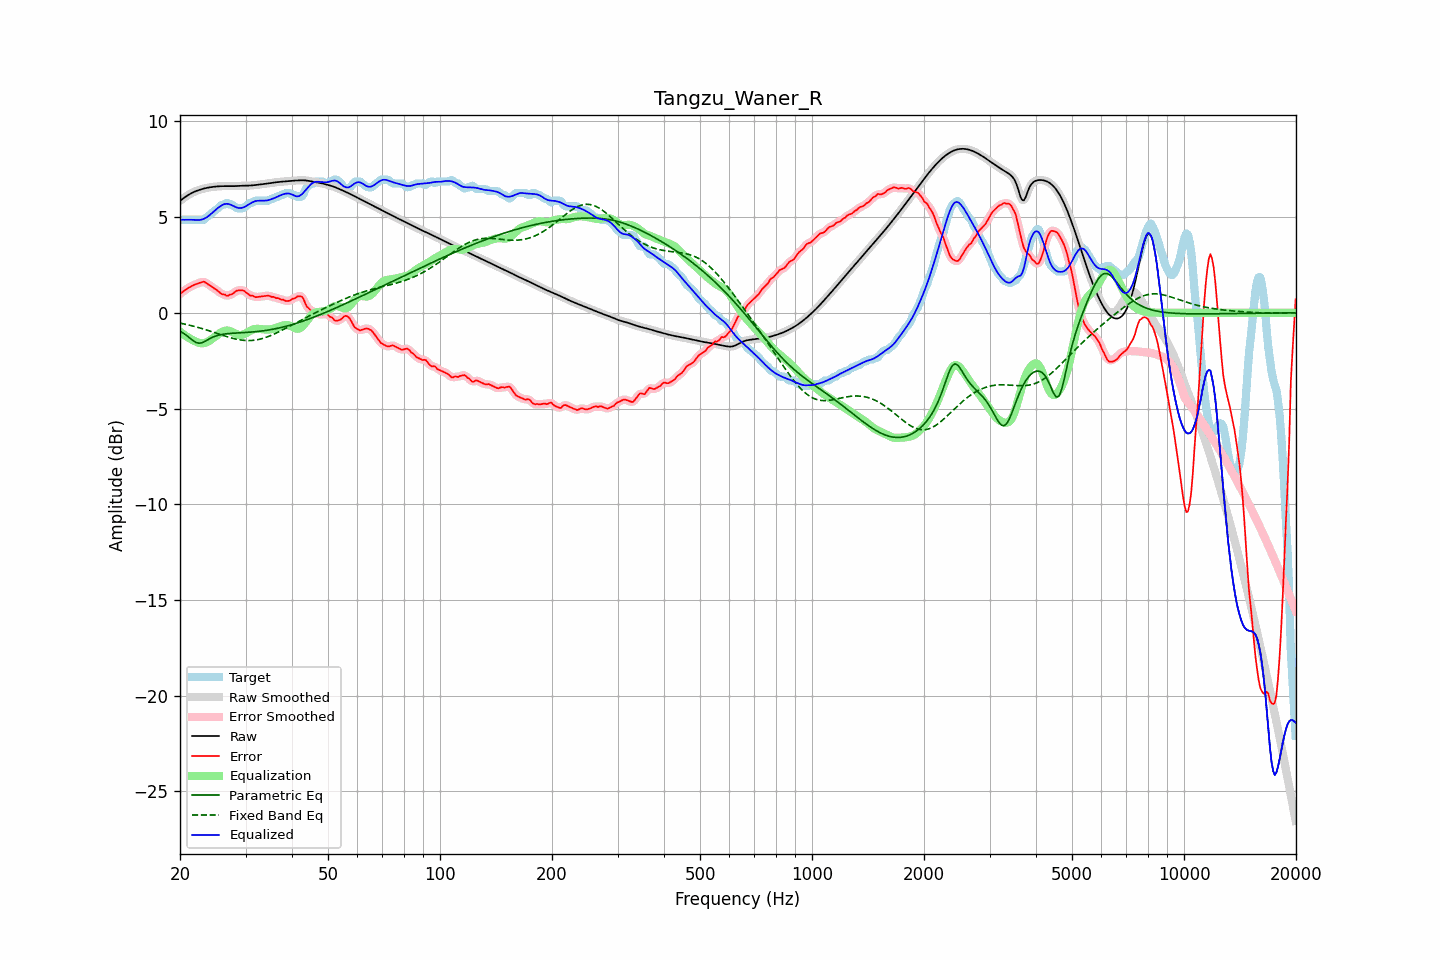 Tangzu_Waner_R
Amplitude (dBr)
10
5
0
−5
−10
−15
−20
−25
Target
Raw Smoothed
Error Smoothed
Raw
Error
Equalization
Parametric Eq
Fixed Band Eq
Equalized
20 50 100 200 500 1000 2000 5000 10000 20000
Frequency (Hz)